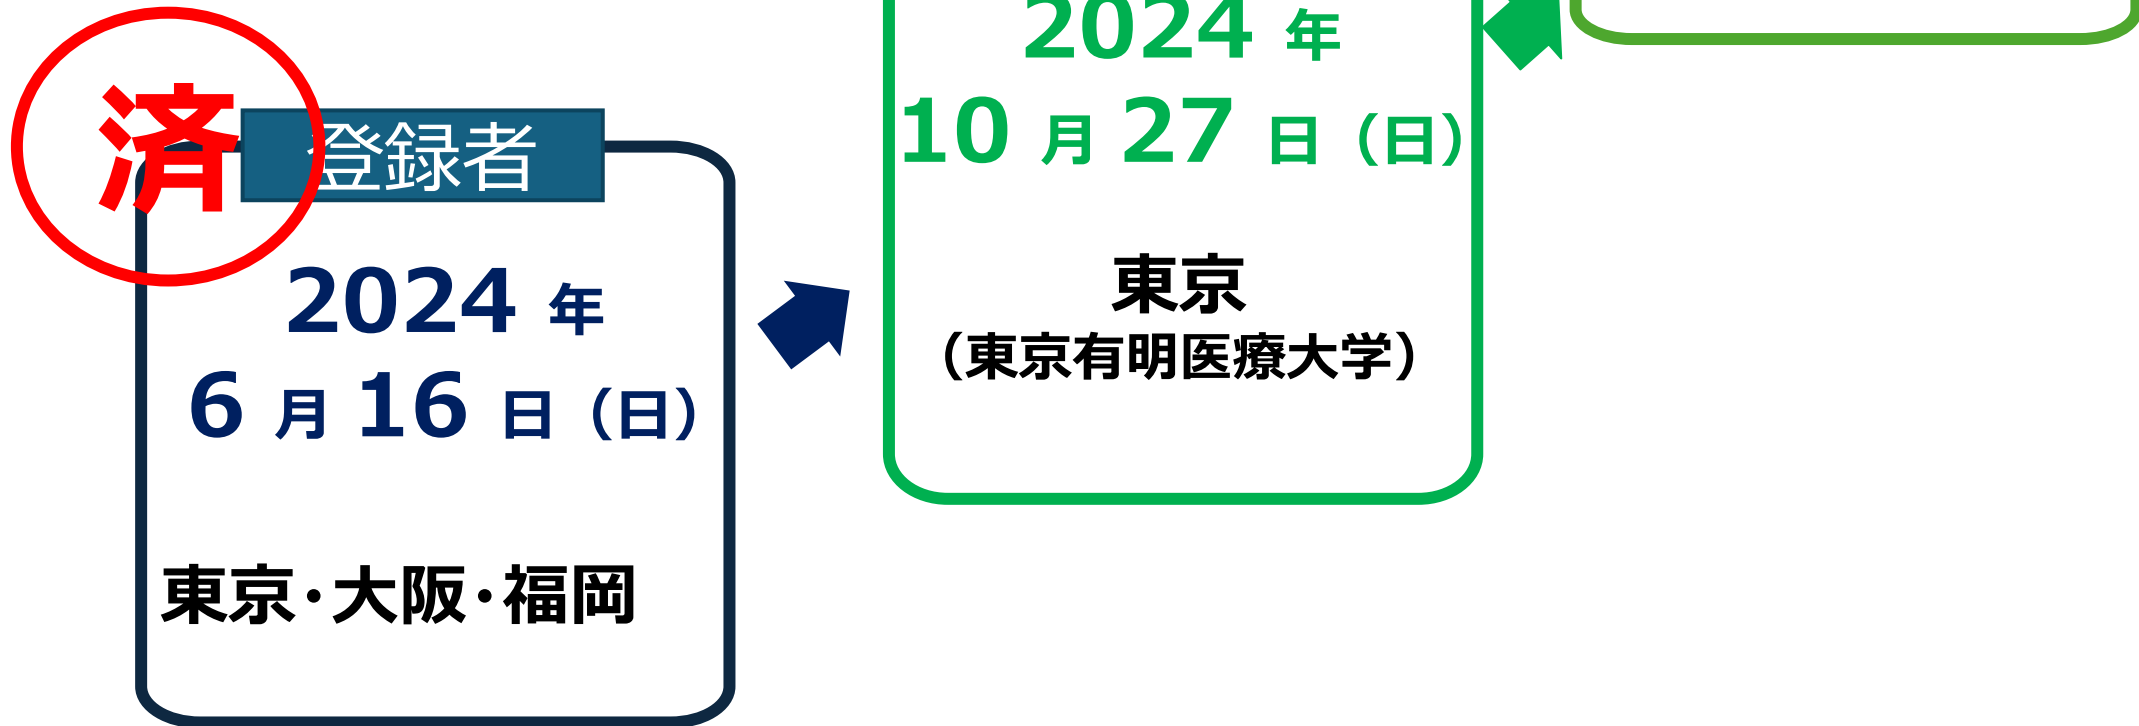 済
登録者
2024 年
6 月 16 日（日）
東京・大阪・福岡
2024 年
10 月 27 日（日）
東京
（東京有明医療大学）